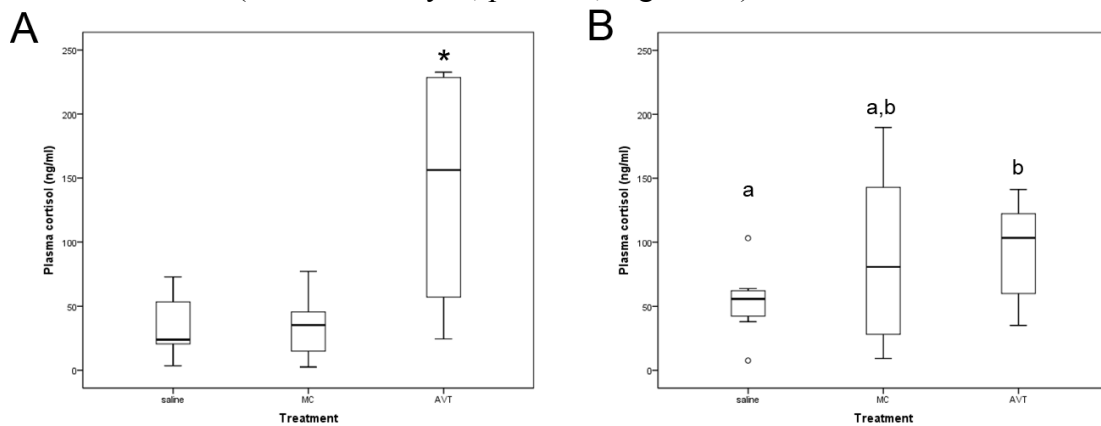 A
B
250
200
150
100
50
0
Plasma cortisol (ng/ml)
*
saline
MC
AVT
Treatment
250
200
150
100
50
0
Plasma cortisol (ng/ml)
a
a,b
b
saline
MC
AVT
Treatment